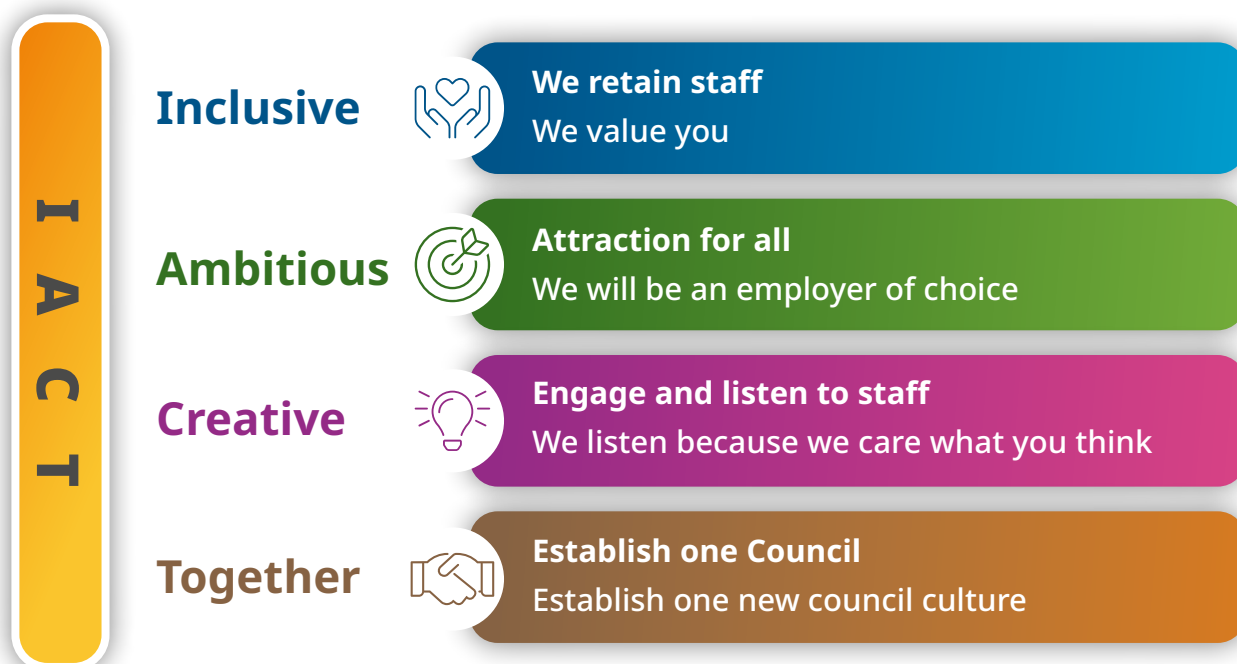 I A C T
Inclusive
We retain staff
We value you
Ambitious
Attraction for all
We will be an employer of choice
Creative
Engage and listen to staff
We listen because we care what you think
Together
Establish one Council
Establish one new council culture